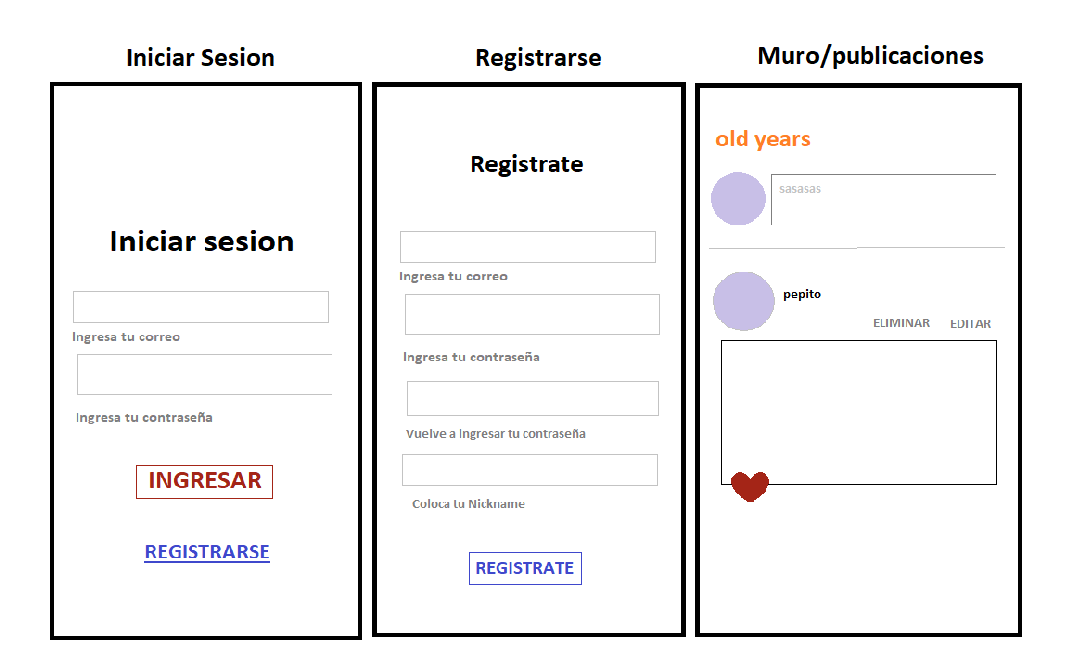 Iniciar Sesion
Registrarse
Muro/publicaciones
Iniciar sesion
Ingresa tu correo
Ingresa tu contraseña
INGRESAR
REGISTRARSE
Registrate
Ingresa tu correo
Ingresa tu contraseña
Vuelve a ingresar tu contraseña
Coloca tu Nickname
REGISTRATE
old years
sasasas
pepito
ELIMINAR EDITAR